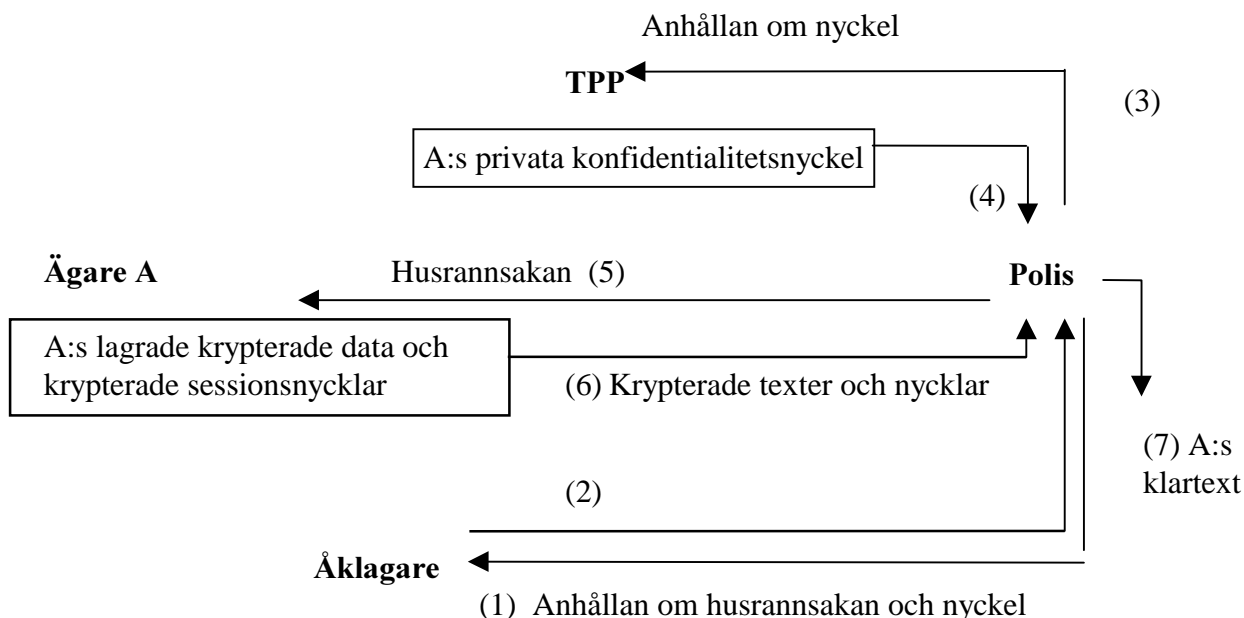 Anhållan om nyckel
TPP
(3)
A:s privata konfidentialitetsnyckel
(4)
Ägare A
Husrannsakan (5)
Polis
A:s lagrade krypterade data och
krypterade sessionsnycklar
(6) Krypterade texter och nycklar
(7) A:s
klartext
(2)
Åklagare
(1) Anhållan om husrannsakan och nyckel